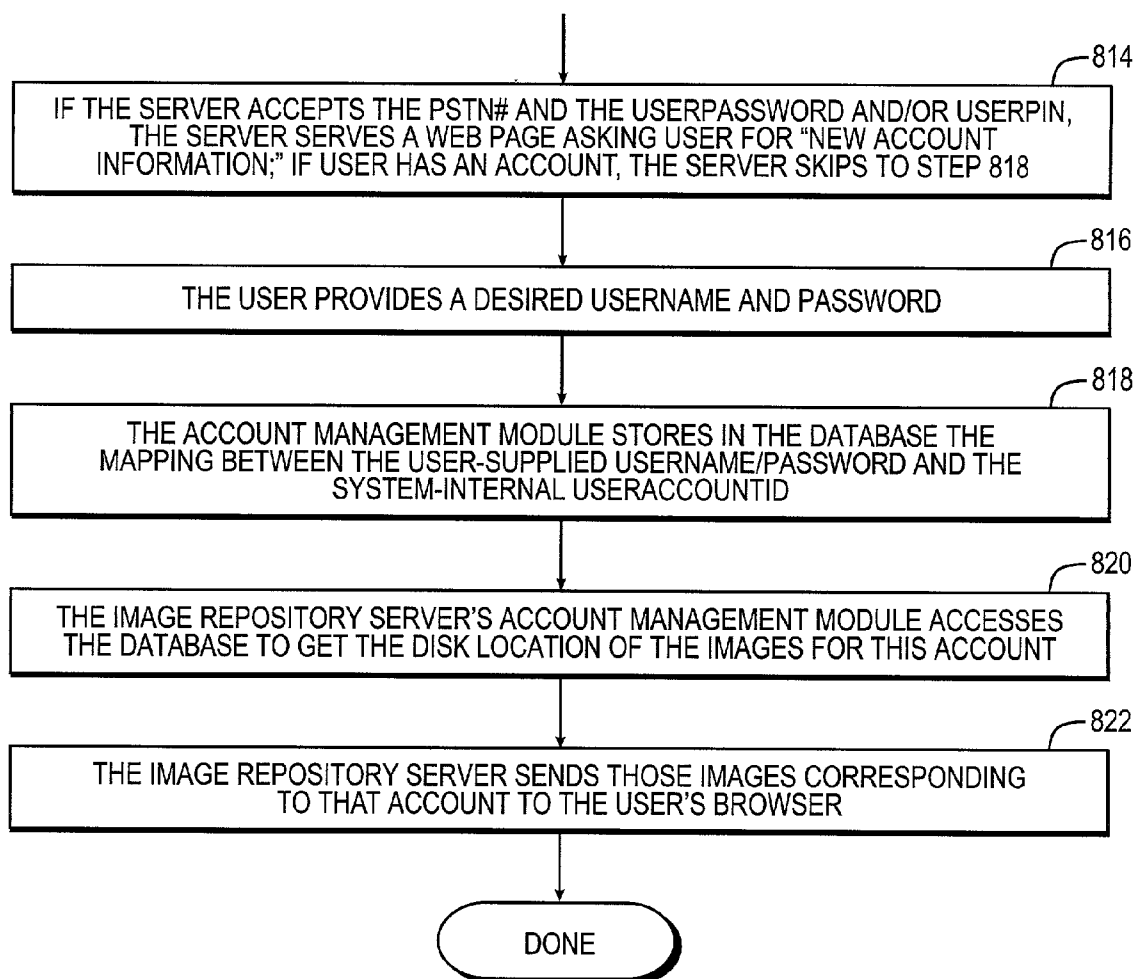 814
IF THE SERVER ACCEPTS THE PSTN# AND THE USERPASSWORD AND/OR USERPIN,
THE SERVER SERVES A WEB PAGE ASKING USER FOR “NEW ACCOUNT
INFORMATION;” IF USER HAS AN ACCOUNT, THE SERVER SKIPS TO STEP 818
816
THE USER PROVIDES A DESIRED USERNAME AND PASSWORD
818
THE ACCOUNT MANAGEMENT MODULE STORES IN THE DATABASE THE
MAPPING BETWEEN THE USER-SUPPLIED USERNAME/PASSWORD AND THE
SYSTEM-INTERNAL USERACCOUNTID
820
THE IMAGE REPOSITORY SERVER’S ACCOUNT MANAGEMENT MODULE ACCESSES
THE DATABASE TO GET THE DISK LOCATION OF THE IMAGES FOR THIS ACCOUNT
822
THE IMAGE REPOSITORY SERVER SENDS THOSE IMAGES CORRESPONDING
TO THAT ACCOUNT TO THE USER’S BROWSER
DONE